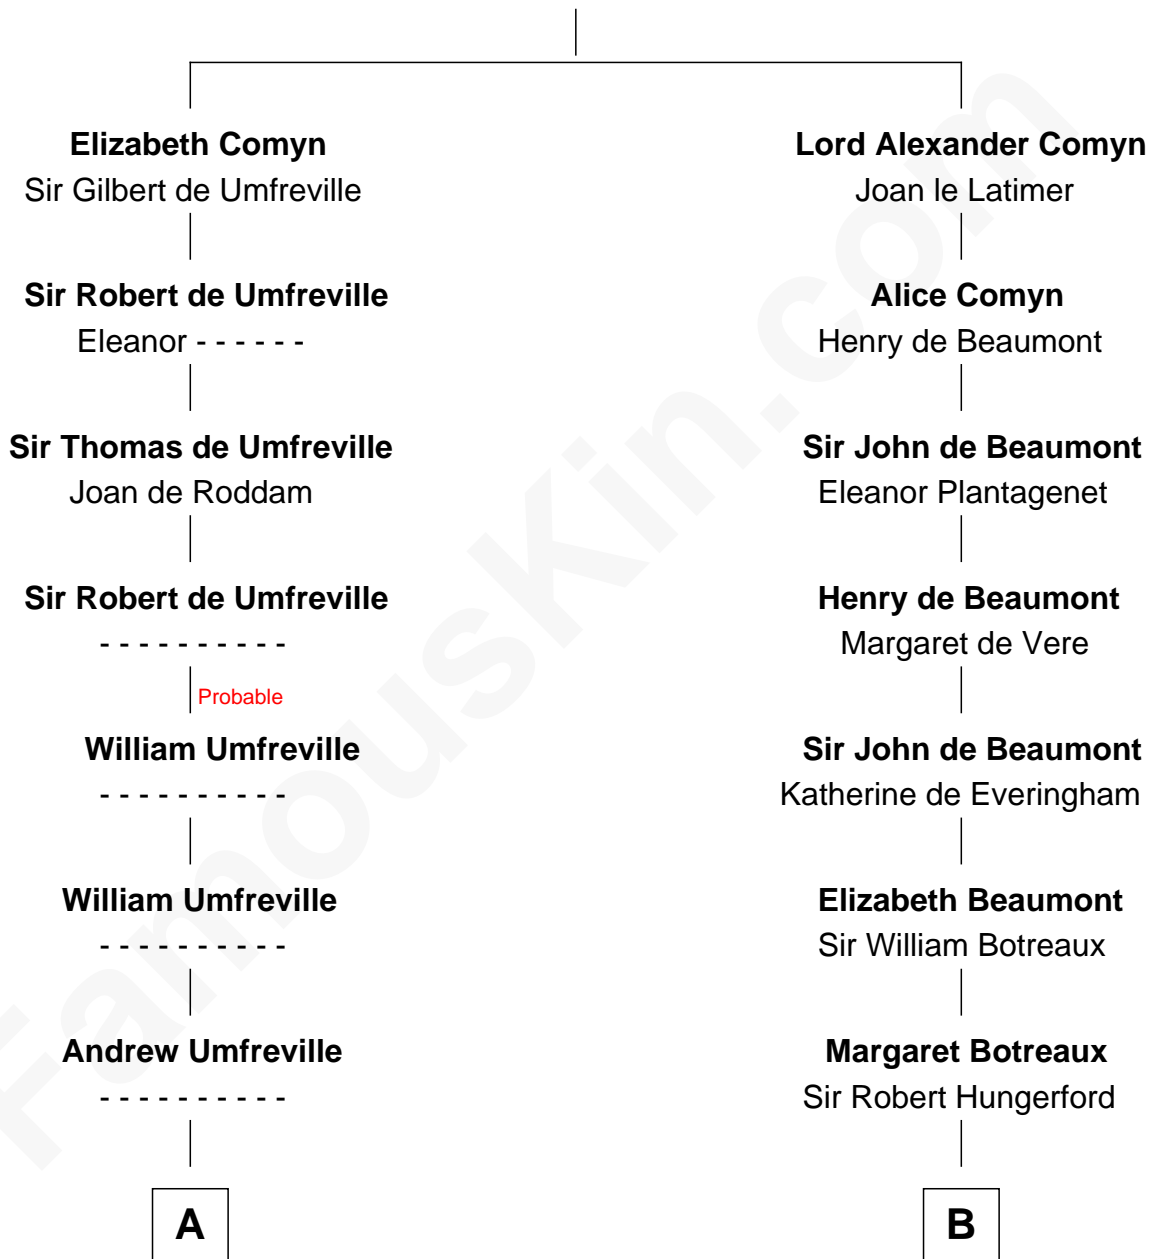 Elizabeth Comyn
Sir Gilbert de Umfreville
Sir Robert de Umfreville
Eleanor - - - - - -
Sir Thomas de Umfreville
Joan de Roddam
Sir Robert de Umfreville
- - - - - - - - - -
Probable
William Umfreville
- - - - - - - - - -
William Umfreville
- - - - - - - - - -
Andrew Umfreville
- - - - - - - - - -
A
Lord Alexander Comyn
Joan le Latimer
Alice Comyn
Henry de Beaumont
Sir John de Beaumont
Eleanor Plantagenet
Henry de Beaumont
Margaret de Vere
Sir John de Beaumont
Katherine de Everingham
Elizabeth Beaumont
Sir William Botreaux
Margaret Botreaux
Sir Robert Hungerford
B
FamousKin.com